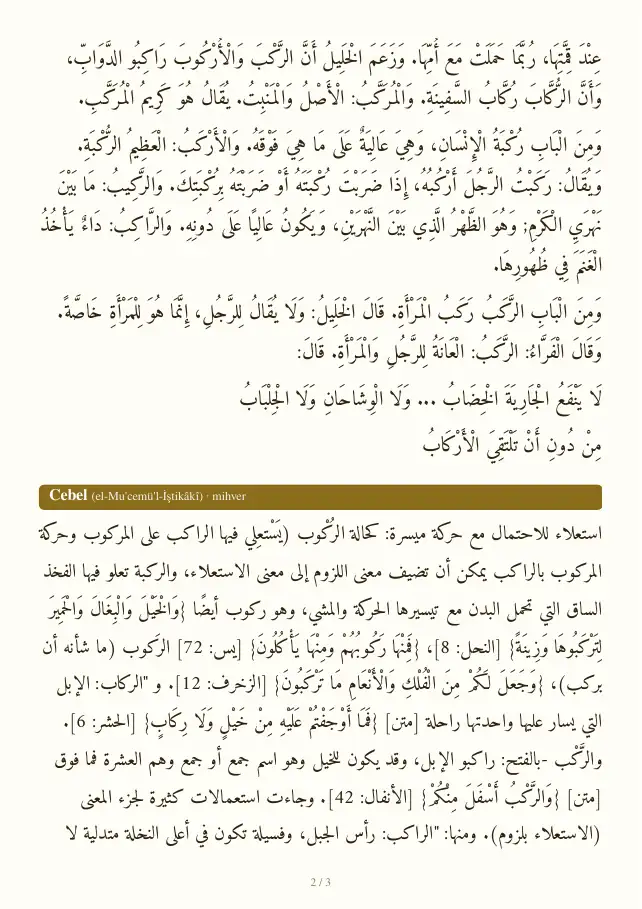 عِنْدَ قِمَّتِهَا، رُبَّمَا حَمَلَتْ مَعَ أُمِّهَا. وَزَعَمَ الْخَلِيلُ أَنَّ الرَّكْبَ وَالْأُرْكُوبَ رَاكِبُو الدَّوَابِّ،
وَأَنَّ الرُّكَّابَ رُكَّابُ السَّفِينَةِ. وَالْمُرَكَّبُ: الْأَصْلُ وَالْمَنْبِتُ. يُقَالُ هُوَ كَرِيمُ الْمُرَكَّبِ.
وَمِنَ الْبَابِ رُكْبَةُ الْإِنْسَانِ، وَهِيَ عَالِيَةٌ عَلَى مَا هِيَ فَوْقَهُ. وَالْأَرْكَبُ: الْعَظِيمُ الرُّكْبَةِ.
وَيُقَالُ: رَكَبْتُ الرَّجُلَ أَرْكُبُهُ، إِذَا ضَرَبْتَ رُكْبَتَهُ أَوْ ضَرَبْتَهُ بِرُكْبَتِكَ. وَالرَّكِيبُ: مَا بَيْنَ
نَهْرَيِ الْكَرْمِ; وَهُوَ الظَّهْرُ الَّذِي بَيْنَ النَّهْرَيْنِ، وَيَكُونُ عَالِيًا عَلَى دُونِهِ. وَالرَّاكِبُ: دَاءٌ يَأْخُذُ
الْغَنَمَ فِي ظُهُورِهَا.
وَمِنَ الْبَابِ الرَّكَبُ رَكَبُ الْمَرْأَةِ. قَالَ الْخَلِيلُ: وَلَا يُقَالُ لِلرَّجُلِ، إِنَّمَا هُوَ لِلْمَرْأَةِ خَاصَّةً.
وَقَالَ الْفَرَّاءُ: الرَّكَبُ: الْعَانَةُ لِلرَّجُلِ وَالْمَرْأَةِ. قَالَ:
لَا يَنْفَعُ الْجَارِيَةَ الْخِضَابُ ... وَلَا الْوِشَاحَانِ وَلَا الْجِلْبَابُ
مِنْ دُونِ أَنْ تَلْتَقِيَ الْأَرْكَابُ
Cebel (el-Mu'cemü'l-İştikâkî) · mihver
استعلاء للاحتمال مع حركة ميسرة: كحالة الرُكُوب (يَسْتعلِي فيها الراكب على المركوب وحركة
المركوب بالراكب يمكن أن تضيف معنى اللزوم إلى معنى الاستعلاء، والركبة تعلو فيها الفخذ
الساق التي تحمل البدن مع تيسيرها الحركة والمشي، وهو ركوب أيضًا {وَالْخَيْلَ وَالْبِغَالَ وَالْحَمِيرَ
لِتَرْكَبُوهَا وَزِينَةً} [النحل: 8]، {فَمِنْهَا رَكُوبُهُمْ وَمِنْهَا يَأْكُلُونَ} [يس: 72] الركوب (ما شأنه أن
يركب)، {وَجَعَلَ لَكُمْ مِنَ الْفُلْكِ وَالْأَنْعَامِ مَا تَرْكَبُونَ} [الزخرف: 12]. و "الركاب: الإبل
التي يسار عليها واحدتها راحلة [متن] {فَمَا أَوْجَفْتُمْ عَلَيْهِ مِنْ خَيْلٍ وَلَا رِكَابٍ} [الحشر: 6].
والرَّكْب -بالفتح: راكبو الإبل، وقد يكون للخيل وهو اسم جمع أو جمع وهم العشرة فما فوق
[متن] {وَالرَّكْبُ أَسْفَلَ مِنْكُمْ} [الأنفال: 42]. وجاءت استعمالات كثيرة لجزء المعنى
(الاستعلاء بلزوم). ومنها: "الراكب: رأس الجبل، وفسيلة تكون في أعلى النخلة متدلية لا
2 / 3